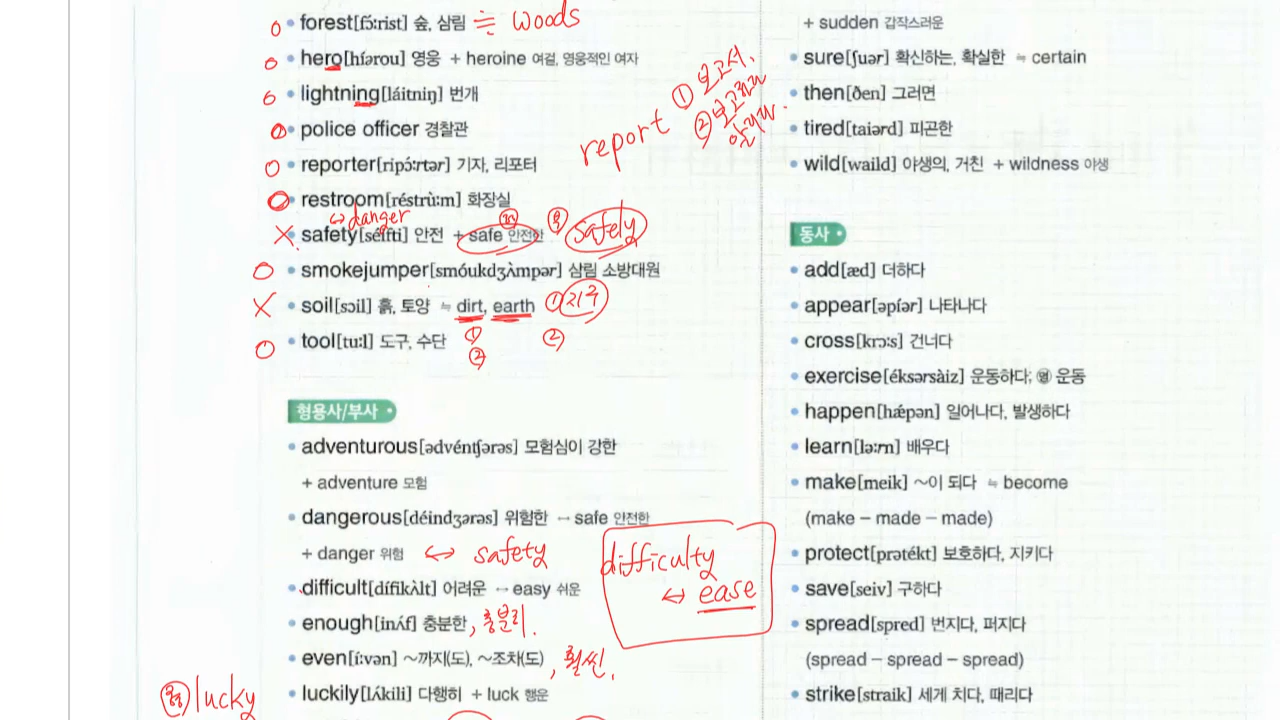 forest[fɔ́:rist] 숲, 삼림 ≒ woods
hero[híərou] 영웅 + heroine 여걸, 영웅적인 여자
lightning[láitniŋ] 번개
police officer 경찰관
reporter[ripɔ́:rtər] 기자, 리포터
report ① 보고서,
② 보고하다
알리다.
restroom[réstrù:m] 화장실
↔ danger
safety[séifti] 안전 + safe 안전한 safely
smokejumper[smóukdʒʌ̀mpər] 삼림 소방대원
soil[sɔil] 흙, 토양 ≒ dirt, earth ① 지구
tool[tu:l] 도구, 수단 ① ②
②
형용사/부사
adventurous[ədvéntʃərəs] 모험심이 강한
+ adventure 모험
dangerous[déindʒərəs] 위험한 ↔ safe 안전한
+ danger 위험 ↔ safety
difficult[dífikʌ̀lt] 어려운 ↔ easy 쉬운
difficulty
↔ ease
enough[inʌ́f] 충분한, 충분히.
even[í:vən] ~까지(도), ~조차(도), 훨씬.
luckily[lʌ́kili] 다행히 + luck 행운
형 lucky
+ sudden 갑작스러운
sure[ʃuər] 확신하는, 확실한 ≒ certain
then[ðen] 그러면
tired[taiərd] 피곤한
wild[waild] 야생의, 거친 + wildness 야생
동사
add[æd] 더하다
appear[əpíər] 나타나다
cross[krɔ:s] 건너다
exercise[éksərsàiz] 운동하다; 명 운동
happen[hǽpən] 일어나다, 발생하다
learn[lə:rn] 배우다
make[meik] ~이 되다 ≒ become
(make – made – made)
protect[prətékt] 보호하다, 지키다
save[seiv] 구하다
spread[spred] 번지다, 퍼지다
(spread – spread – spread)
strike[straik] 세게 치다, 때리다